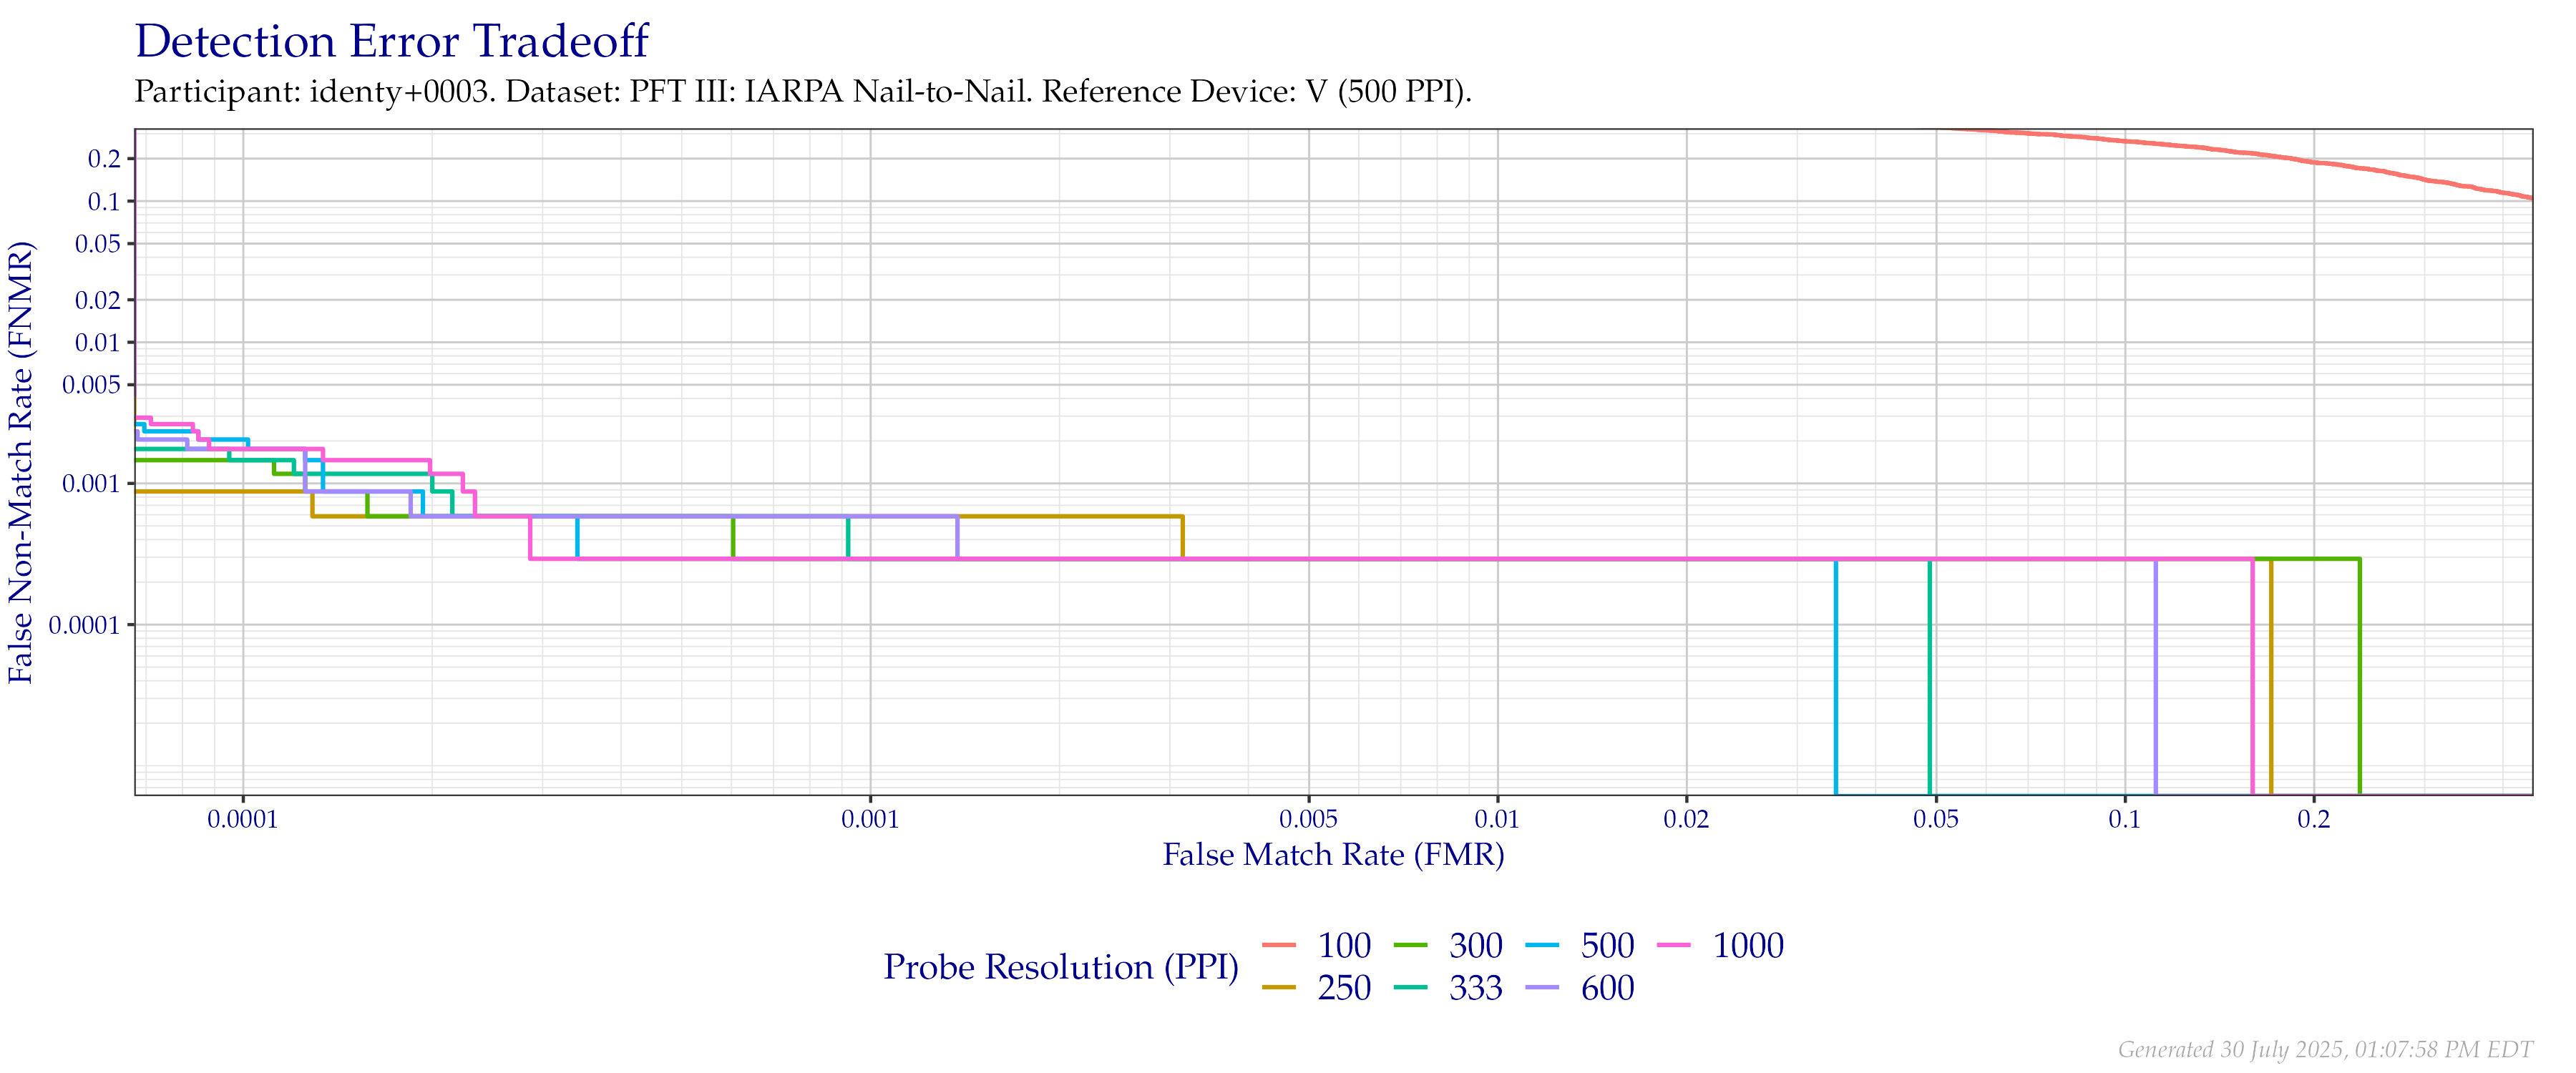 Detection Error Tradeoff
Participant: identy+0003. Dataset: PFT III: IARPA Nail-to-Nail. Reference Device: V (500 PPI).
False Non-Match Rate (FNMR)
0.2
0.1
0.05
0.02
0.01
0.005
0.001
0.0001
0.0001 0.001 0.005 0.01 0.02 0.05 0.1 0.2
False Match Rate (FMR)
Probe Resolution (PPI)
100 300 500 1000
250 333 600
Generated 30 July 2025, 01:07:58 PM EDT